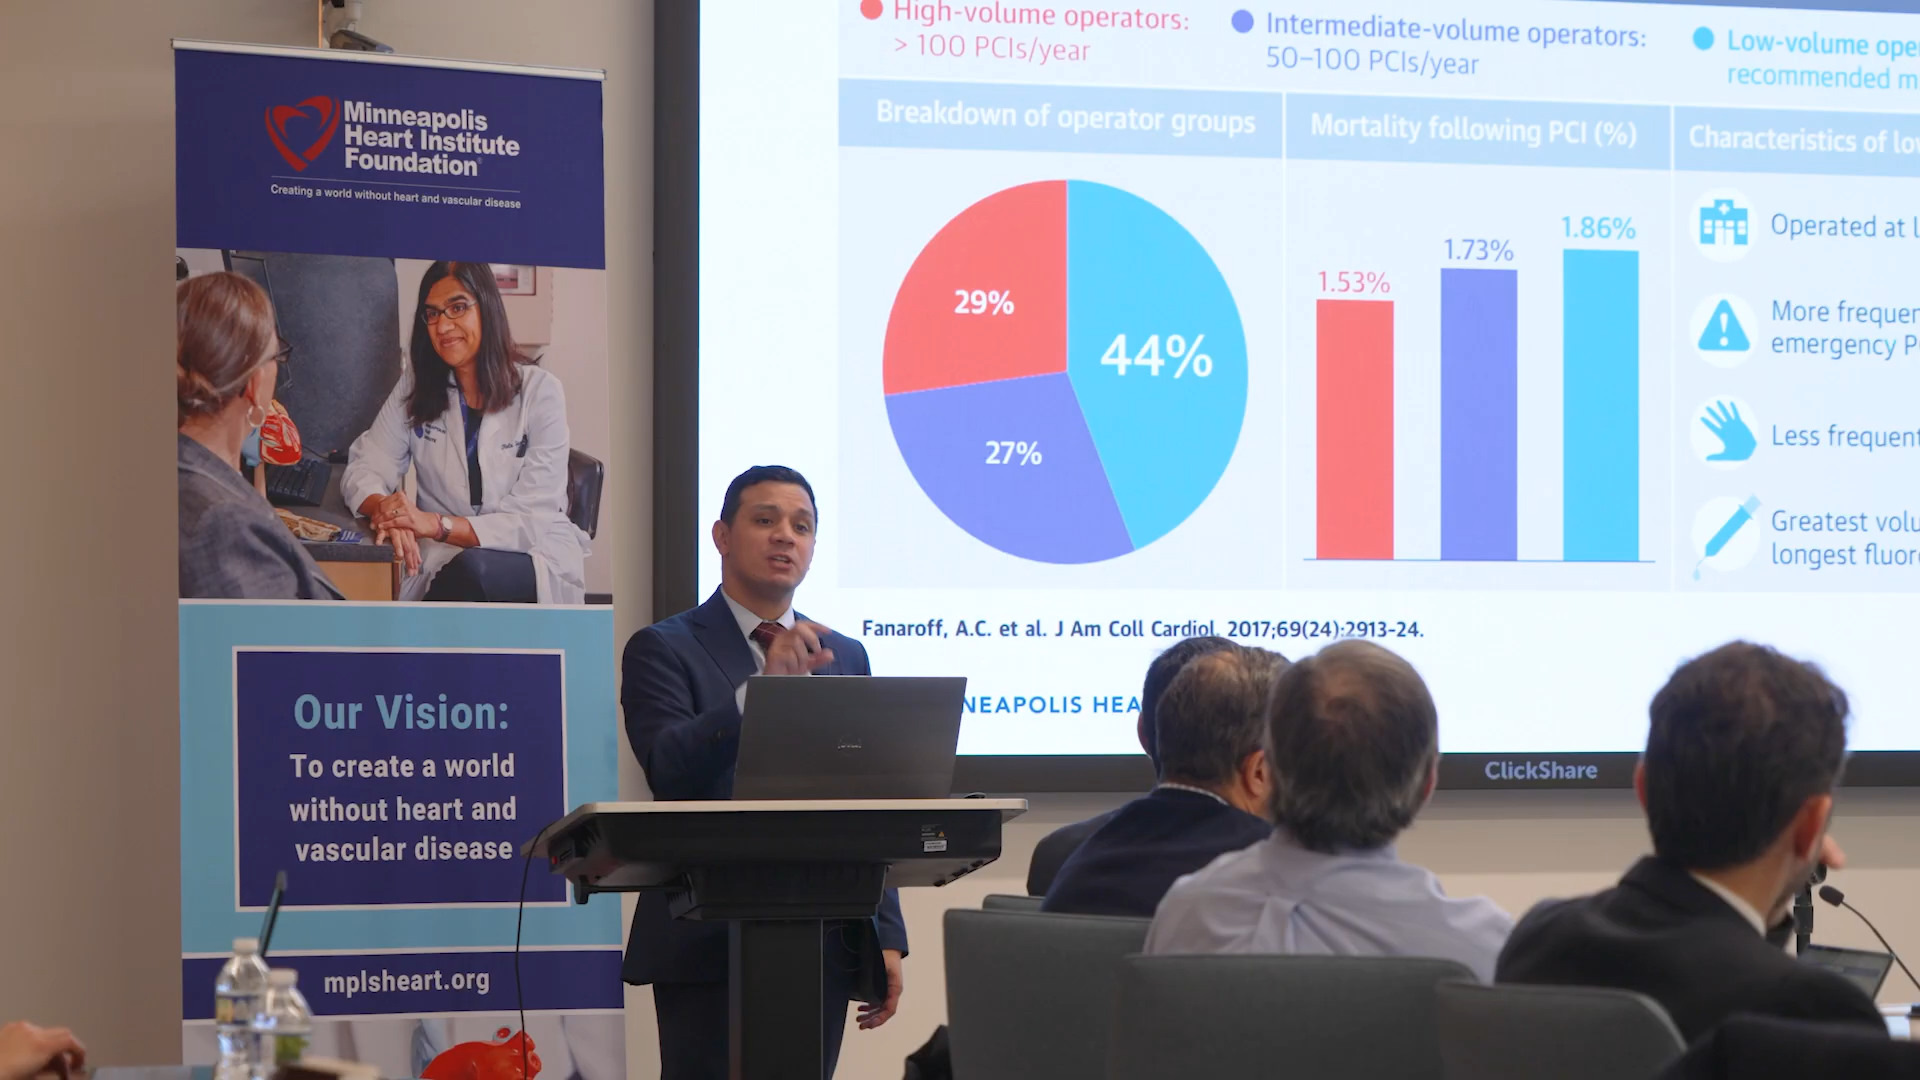 Minneapolis
Heart Institute
Foundation
Creating a world without heart and vascular disease
Our Vision:
To create a world
without heart and
vascular disease
mplsheart.org
High-volume operators:
> 100 PCIs/year
Intermediate-volume operators:
50–100 PCIs/year
Low-volume ope
recommended m
Breakdown of operator groups
29%
44%
27%
Mortality following PCI (%)
1.53%
1.73%
1.86%
Characteristics of lo
Operated at l
More frequen
emergency P
Less frequent
Greatest volu
longest fluoro
Fanaroff, A.C. et al. J Am Coll Cardiol. 2017;69(24):2913-24.
NEAPOLIS HEA
ClickShare